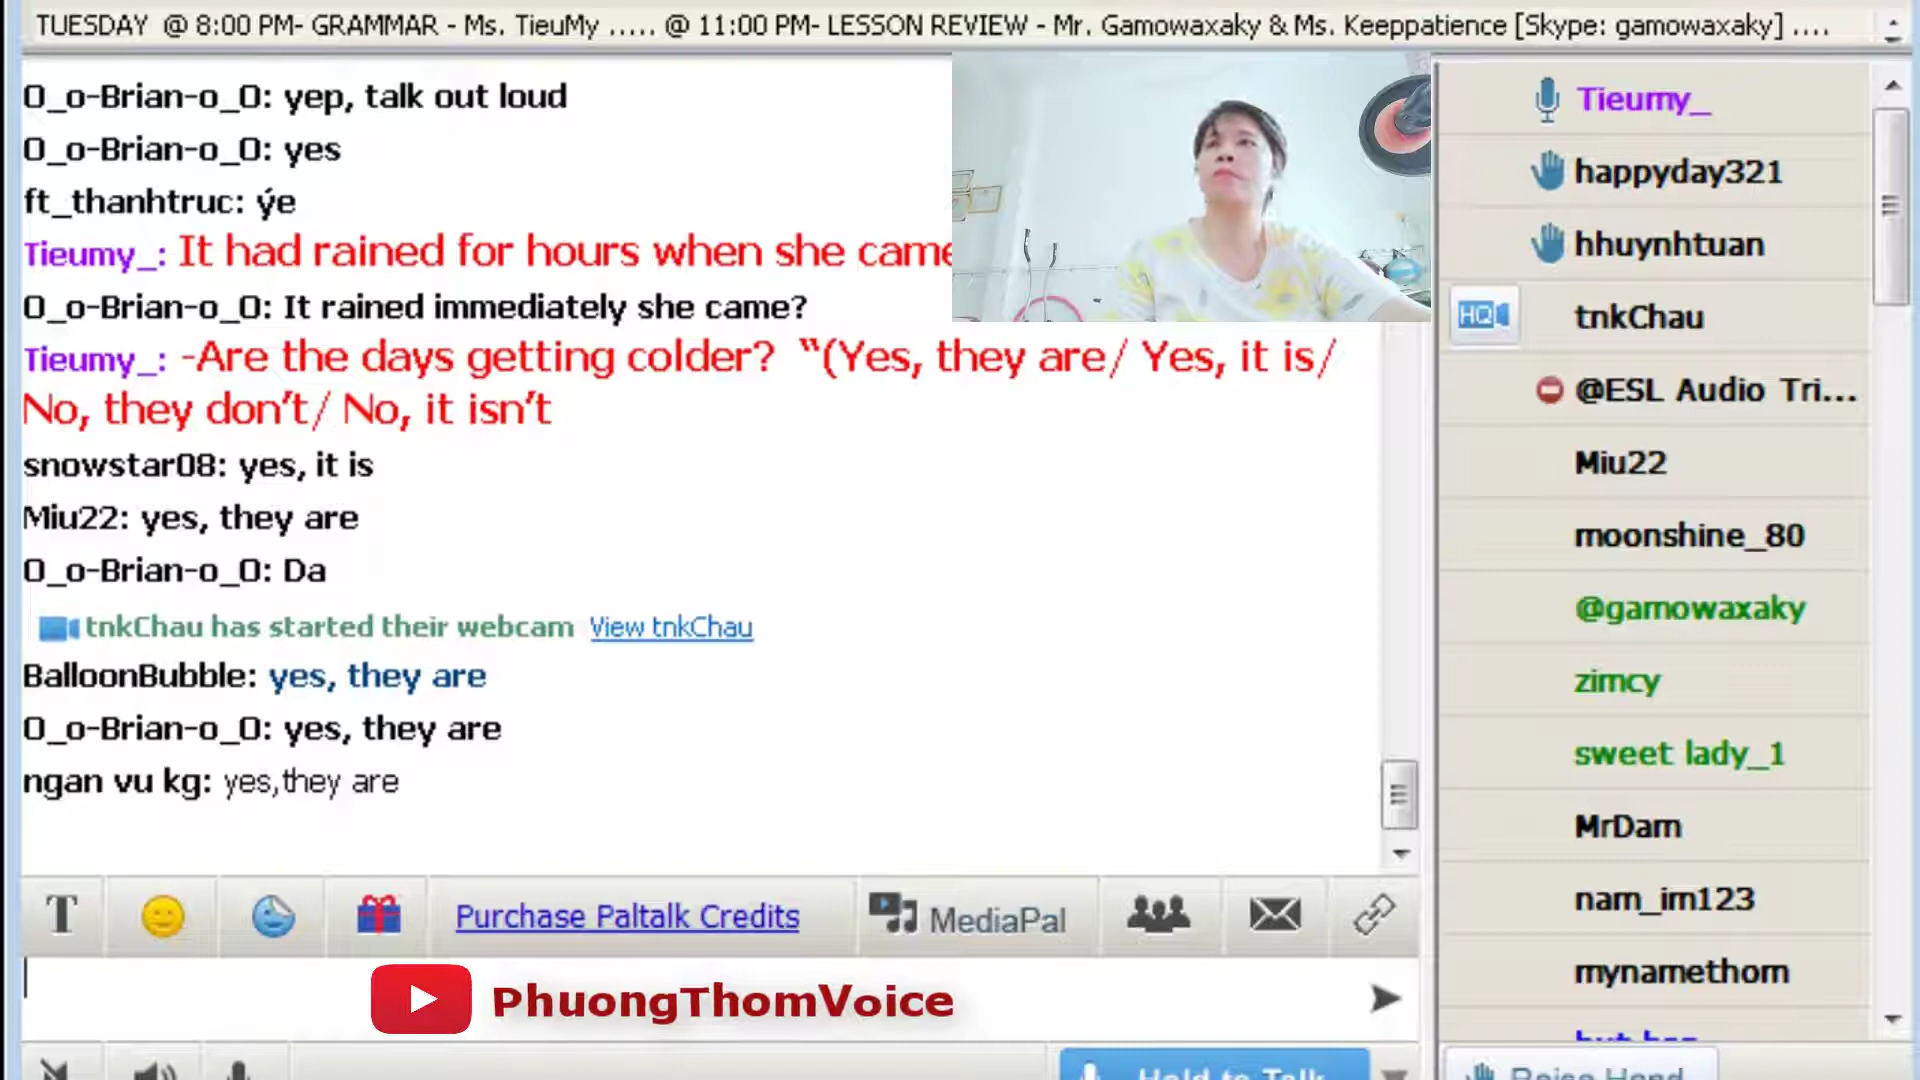 TUESDAY @ 8:00 PM- GRAMMAR - Ms. TieuMy ..... @ 11:00 PM- LESSON REVIEW - Mr. Gamowaxaky & Ms. Keeppatience [Skype: gamowaxaky] ....
O_o-Brian-o_O: yep, talk out loud
O_o-Brian-o_O: yes
ft_thanhtruc: ýe
Tieumy_: It had rained for hours when she came
O_o-Brian-o_O: It rained immediately she came?
Tieumy_: -Are the days getting colder? “(Yes, they are/ Yes, it is/
No, they don’t/ No, it isn’t
snowstar08: yes, it is
Miu22: yes, they are
O_o-Brian-o_O: Da
tnkChau has started their webcam View tnkChau
BalloonBubble: yes, they are
O_o-Brian-o_O: yes, they are
ngan vu kg: yes,they are
Tieumy_
happyday321
hhuynhtuan
HQ tnkChau
@ESL Audio Tri...
Miu22
moonshine_80
@gamowaxaky
zimcy
sweet lady_1
MrDam
nam_im123
mynamethom
T Purchase Paltalk Credits MediaPal
PhuongThomVoice
Hold to Talk
Raise Hand